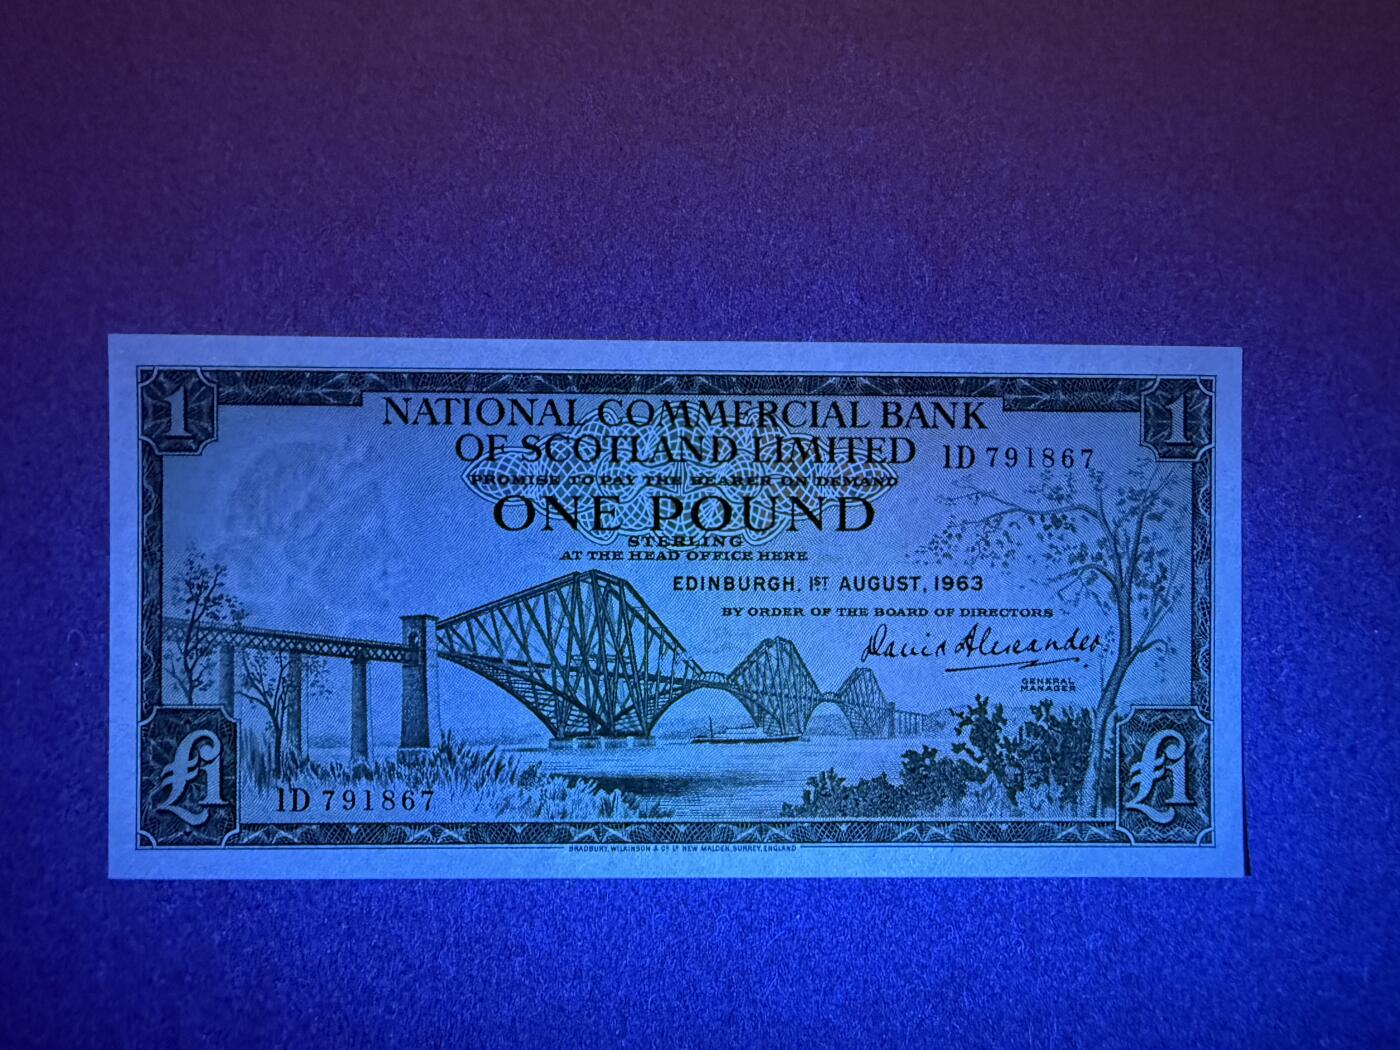 1
1
NATIONAL COMMERCIAL BANK
OF SCOTLAND LIMITED
1D 791867
PROMISE TO PAY THE BEARER ON DEMAND
ONE POUND
STERLING
AT THE HEAD OFFICE HERE
EDINBURGH, 1ST AUGUST, 1963
BY ORDER OF THE BOARD OF DIRECTORS
David Alexander
GENERAL
MANAGER
£1
1D 791867
£1
BRADBURY, WILKINSON & Co Ld NEW MALDEN, SURREY, ENGLAND